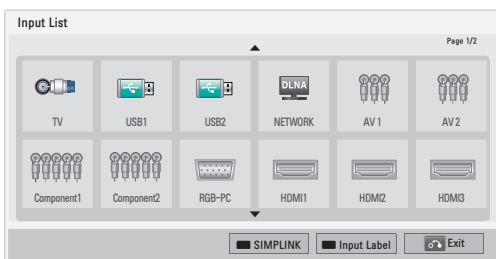 Input List
Page 1/2
DLNA
TV USB1 USB2 NETWORK AV 1 AV 2
Component1 Component2 RGB-PC HDMI1 HDMI2 HDMI3
SIMPLINK Input Label Exit